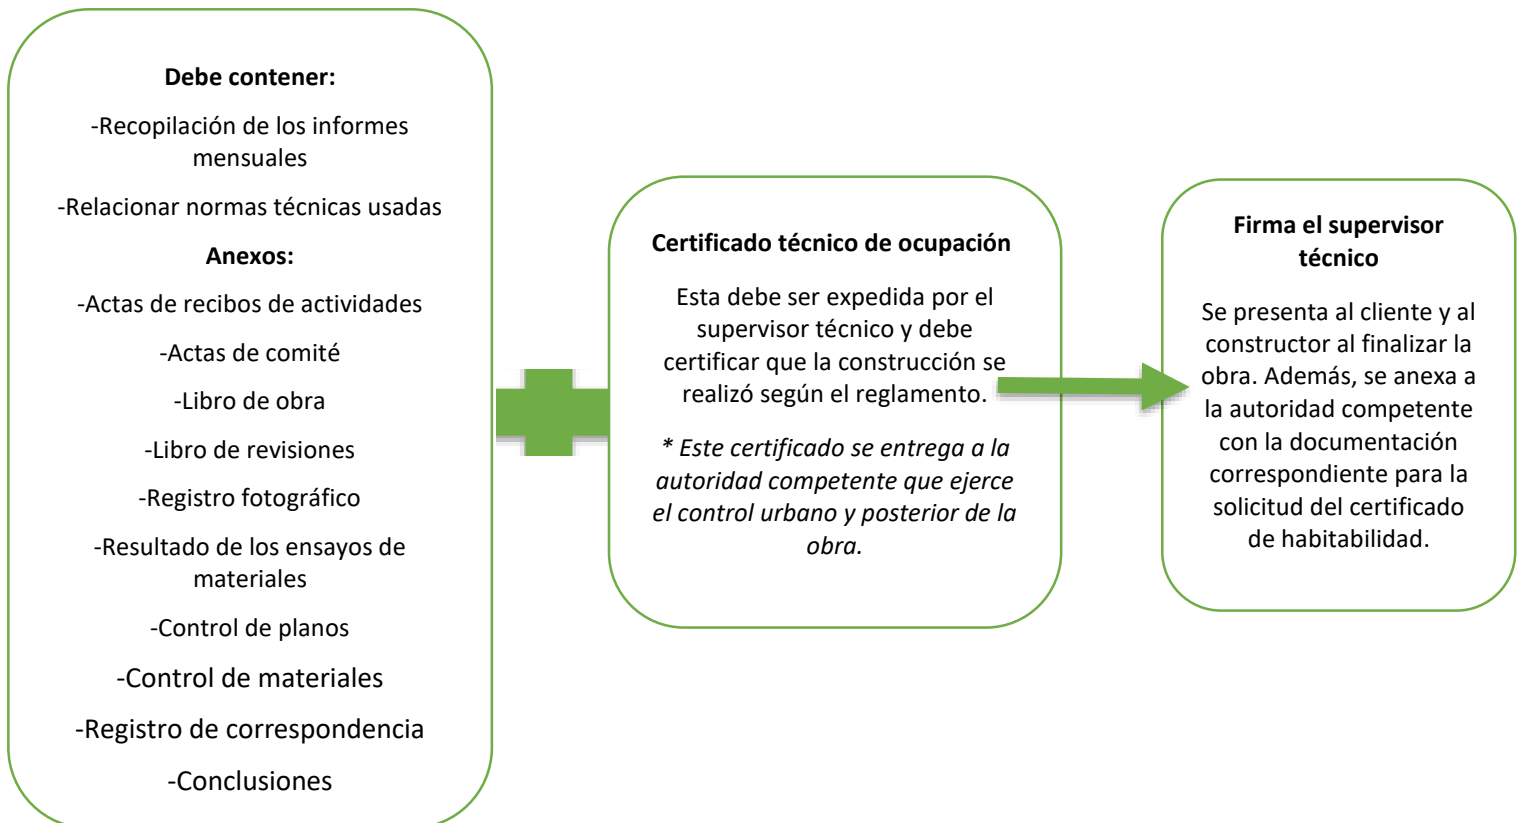 Debe contener:
-Recopilación de los informes
mensuales
-Relacionar normas técnicas usadas
Anexos:
-Actas de recibos de actividades
-Actas de comité
-Libro de obra
-Libro de revisiones
-Registro fotográfico
-Resultado de los ensayos de
materiales
-Control de planos
-Control de materiales
-Registro de correspondencia
-Conclusiones
Certificado técnico de ocupación
Esta debe ser expedida por el
supervisor técnico y debe
certificar que la construcción se
realizó según el reglamento.
* Este certificado se entrega a la
autoridad competente que ejerce
el control urbano y posterior de la
obra.
Firma el supervisor
técnico
Se presenta al cliente y al
constructor al finalizar la
obra. Además, se anexa a
la autoridad competente
con la documentación
correspondiente para la
solicitud del certificado
de habitabilidad.